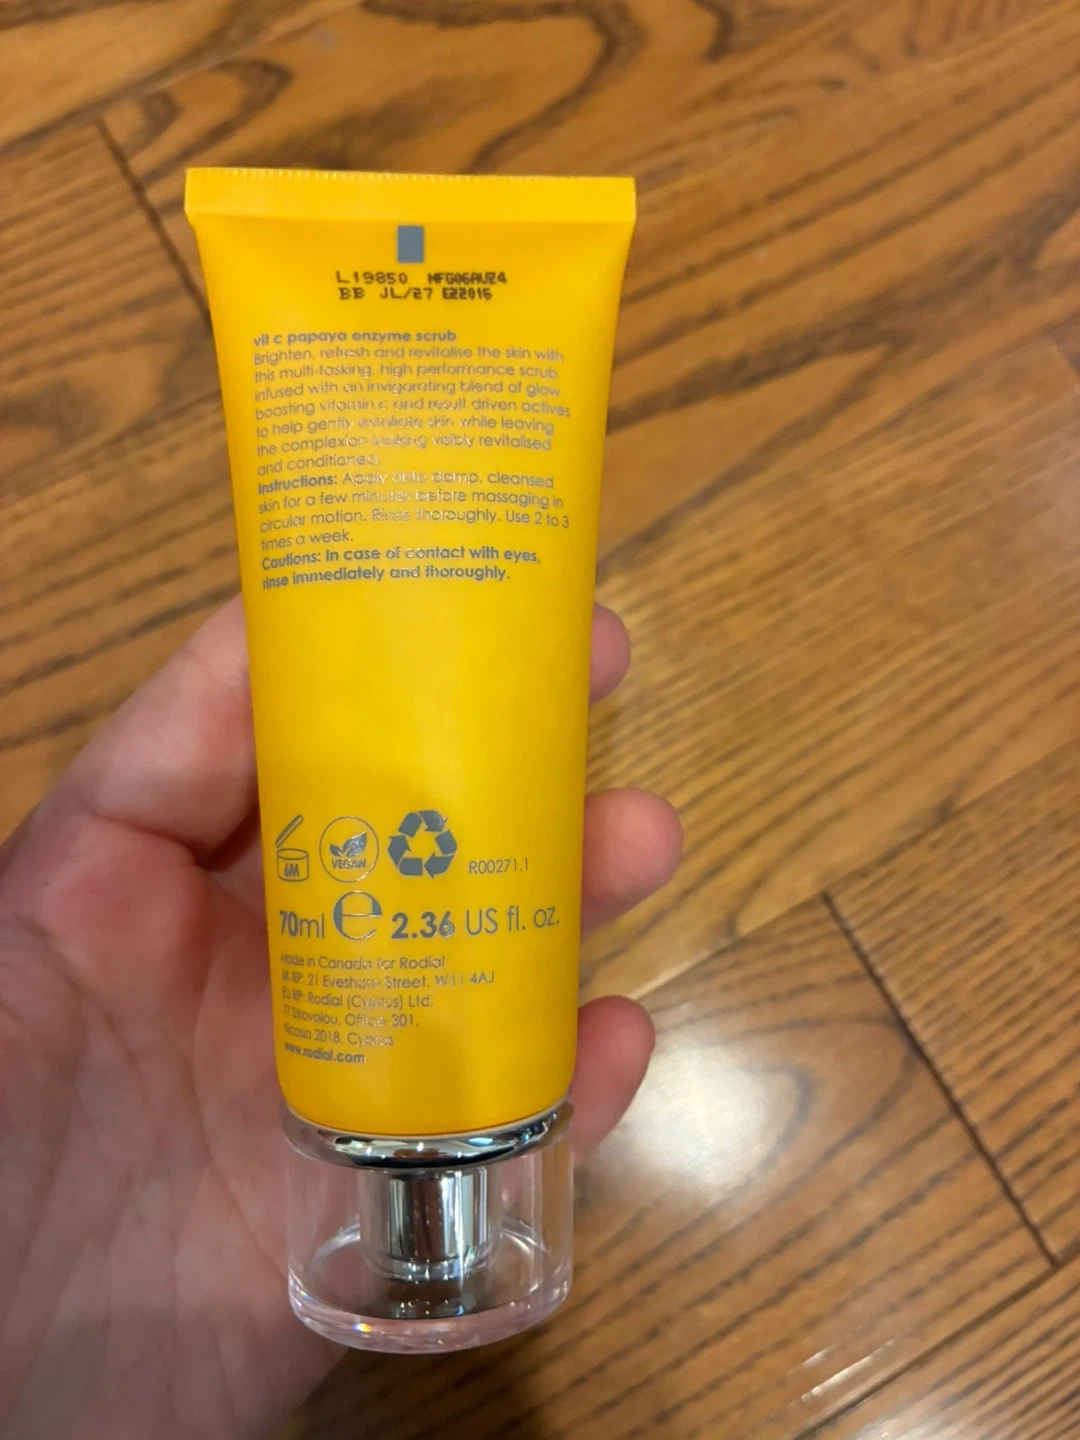 L19850 MFG06AU24
BB JL/27 E22016
vit c papaya enzyme scrub
Brighten, refresh and revitalise the skin with
this multi-tasking, high performance scrub
infused with an invigorating blend of glow
boosting vitamin c and result driven actives
to help gently exfoliate skin while leaving
the complexion looking visibly revitalised
and conditioned.
Instructions: Apply onto damp, cleansed
skin for a few minutes before massaging in
circular motion. Rinse thoroughly. Use 2 to 3
times a week.
Cautions: In case of contact with eyes,
rinse immediately and thoroughly.
6M
VEGAN
R00271.1
70ml e 2.36 US fl. oz.
Made in Canada for Rodial
UK RP: 21 Evesham Street, W11 4AJ
EU RP: Rodial (Cyprus) Ltd,
77 Strovolou, Office 301,
Nicosia 2018, Cyprus
www.rodial.com